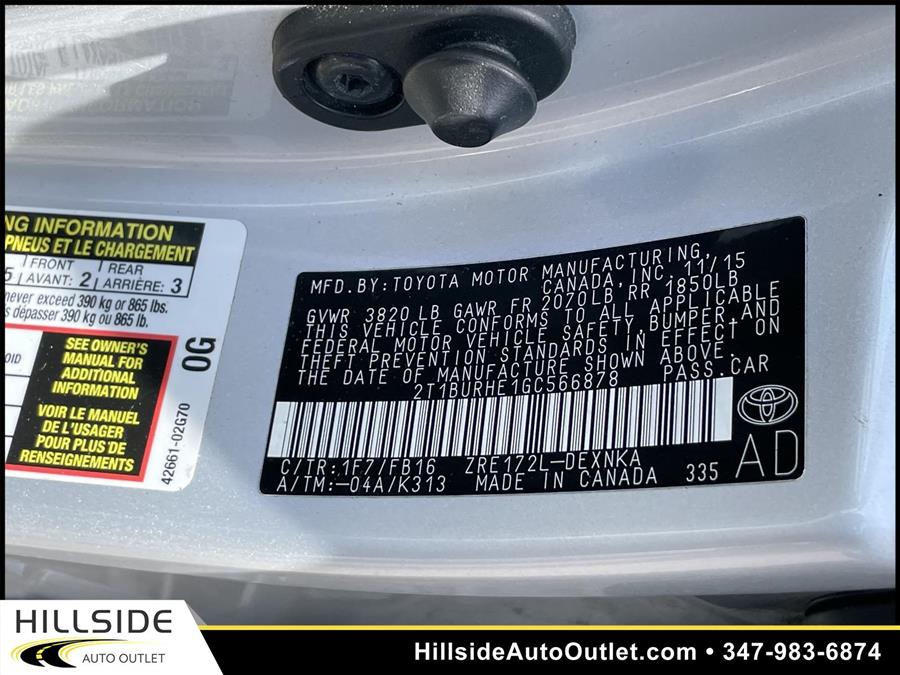 NG INFORMATION
PNEUS ET LE CHARGEMENT
5 FRONT REAR
AVANT: 2 ARRIÈRE: 3
never exceed 390 kg or 865 lbs.
dépasser 390 kg ou 865 lb.
SEE OWNER'S
MANUAL FOR
ADDITIONAL
INFORMATION
VOIR LE MANUEL
DE L'USAGER
POUR PLUS DE
RENSEIGNEMENTS
0G
42661-02G70
MFD.BY:TOYOTA MOTOR MANUFACTURING,
CANADA, INC. 11/15
GVWR 3820 LB GAWR FR 2070LB, RR 1850LB
THIS VEHICLE CONFORMS TO ALL APPLICABLE
FEDERAL MOTOR VEHICLE SAFETY,BUMPER AND
THEFT PREVENTION STANDARDS IN EFFECT ON
THE DATE OF MANUFACTURE SHOWN ABOVE.
2T1BURHE1GC566878 PASS.CAR
C/TR:1F7/FB16 ZRE172L-DEXNKA
A/TM:-04A/K313 MADE IN CANADA 335
AD
HILLSIDE
AUTO OUTLET
HillsideAutoOutlet.com • 347-983-6874